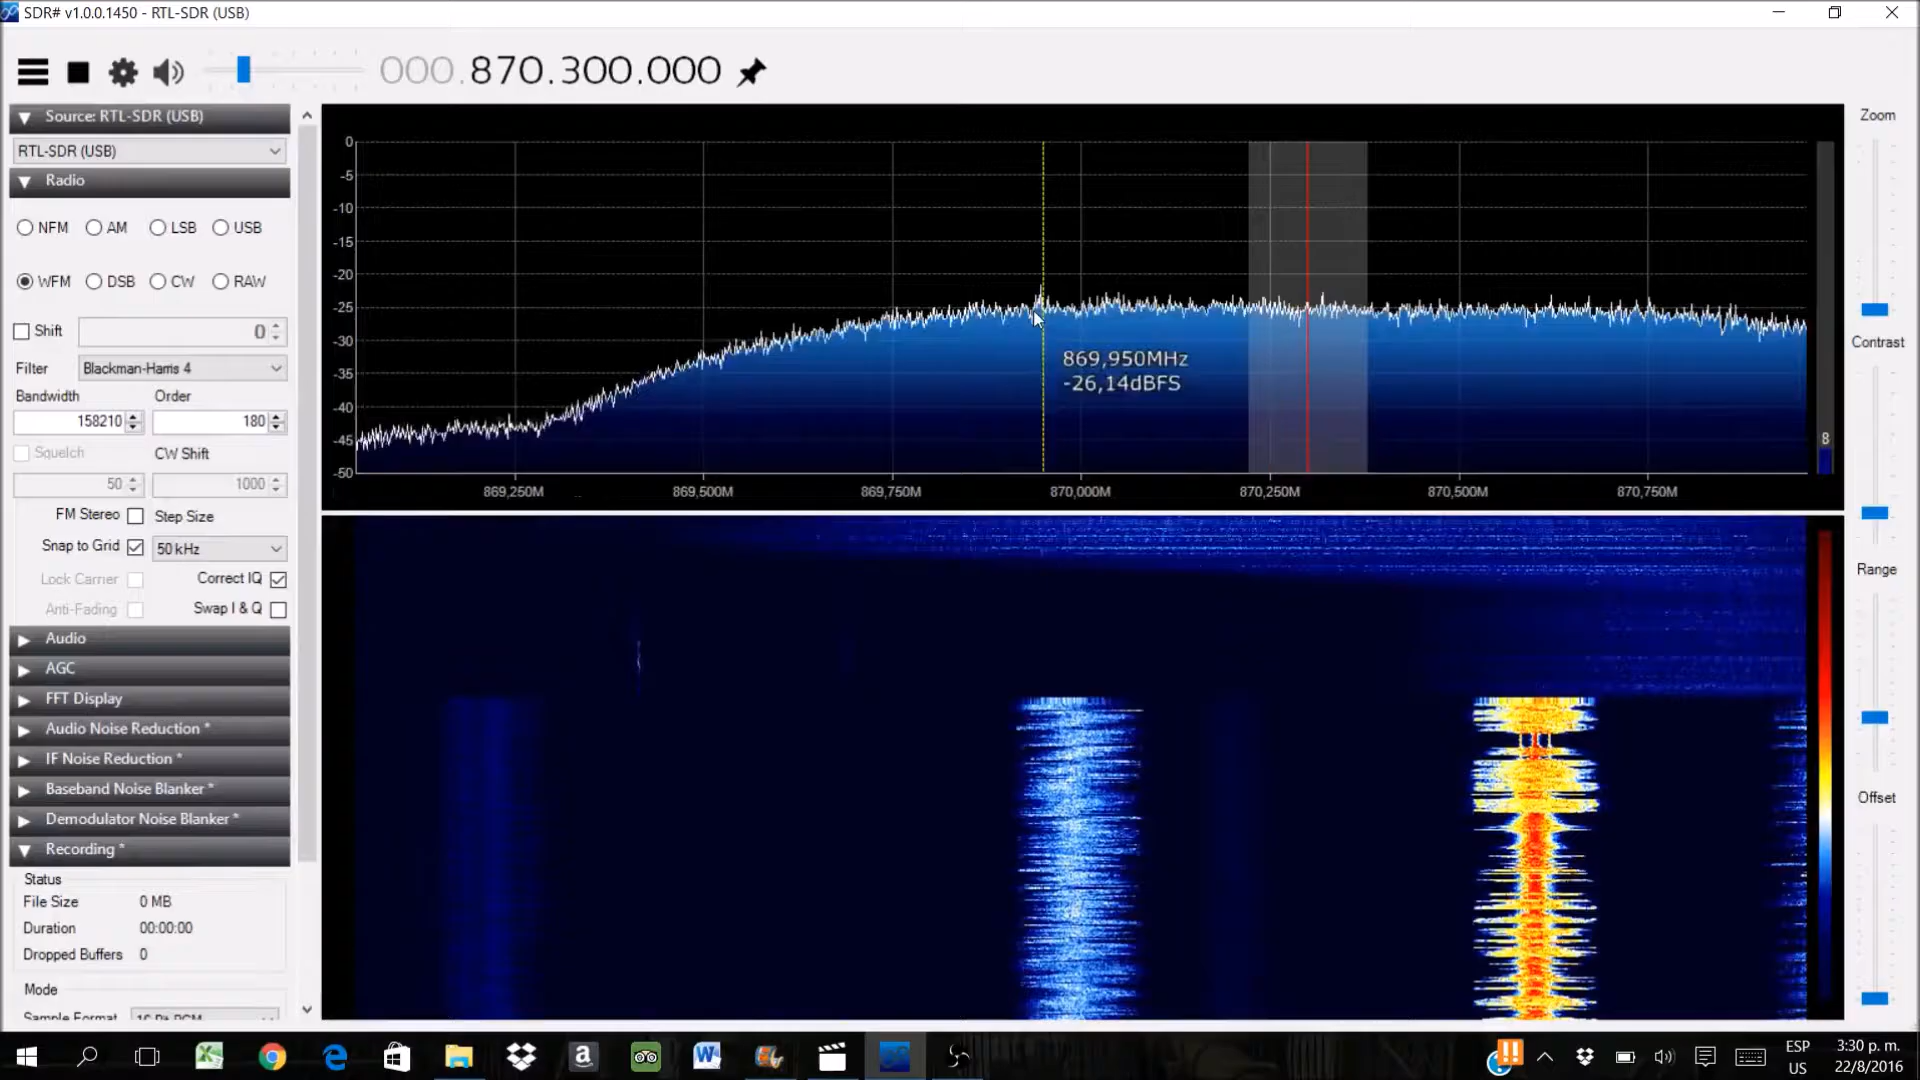 SDR# v1.0.0.1450 - RTL-SDR (USB)
000.870.300.000
Source: RTL-SDR (USB)
RTL-SDR (USB)
Radio
NFM AM LSB USB
WFM DSB CW RAW
Shift 0
Filter Blackman-Harris 4
Bandwidth Order
158210 180
Squelch CW Shift
50 1000
FM Stereo Step Size
Snap to Grid 50 kHz
Lock Carrier Correct IQ
Anti-Fading Swap I & Q
Audio
AGC
FFT Display
Audio Noise Reduction *
IF Noise Reduction *
Baseband Noise Blanker *
Demodulator Noise Blanker *
Recording *
Status
File Size 0 MB
Duration 00:00:00
Dropped Buffers 0
Mode
Sample Format 16 Bit PCM
0
-5
-10
-15
-20
-25
-30
-35
-40
-45
-50
869,950MHz
-26,14dBFS
8
869,250M 869,500M 869,750M 870,000M 870,250M 870,500M 870,750M
Zoom
Contrast
Range
Offset
ESP
US
3:30 p. m.
22/8/2016